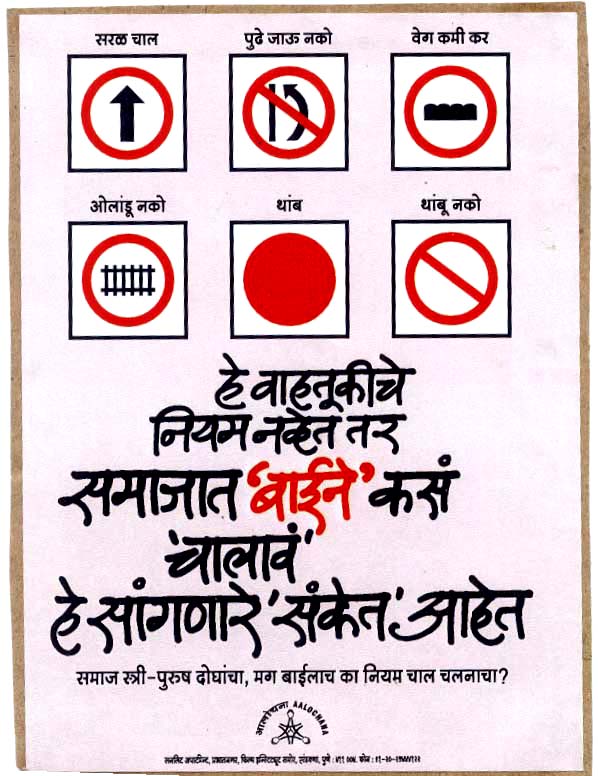 सरळ चाल
पुढे जाऊ नको
वेग कमी कर
ओलांडू नको
थांब
थांबू नको
हे वाहतूकीचे
नियम नव्हेत तर
समाजात 'बाईने' कसं
'चालावं'
हे सांगणारे 'संकेत' आहेत
समाज स्त्री-पुरुष दोघांचा, मग बाईलाच का नियम चाल चलनाचा?
आलोचना AALOCHANA